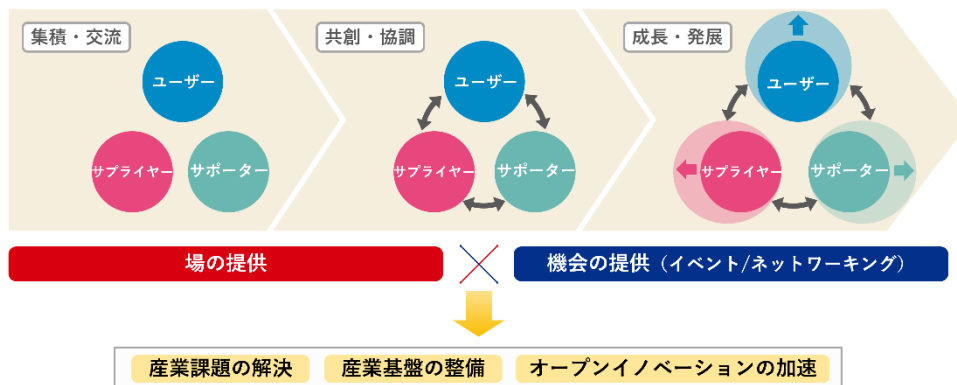 集積・交流
ユーザー
サプライヤー
サポーター
共創・協調
ユーザー
サプライヤー
サポーター
成長・発展
ユーザー
サプライヤー
サポーター
場の提供
機会の提供（イベント/ネットワーキング）
産業課題の解決
産業基盤の整備
オープンイノベーションの加速